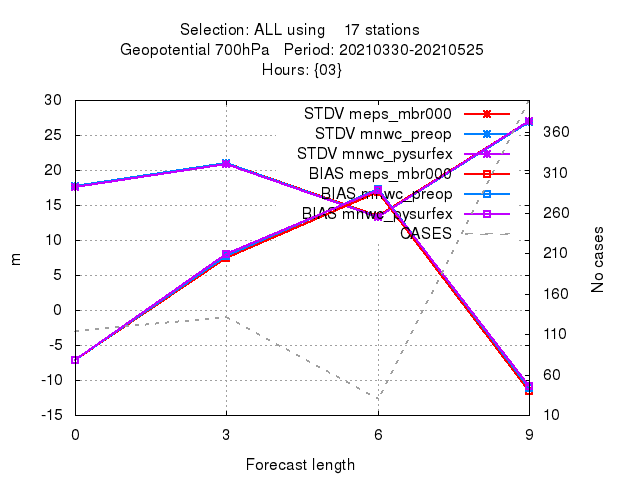 Selection: ALL using    17 stations
Geopotential 700hPa   Period: 20210330-20210525
Hours: {03}
STDV meps_mbr000
STDV mnwc_preop
STDV mnwc_pysurfex
BIAS meps_mbr000
BIAS mnwc_preop
BIAS mnwc_pysurfex
CASES
30
25
20
15
10
5
0
-5
-10
-15
m
360
310
260
210
160
110
60
10
No cases
0 3 6 9
Forecast length